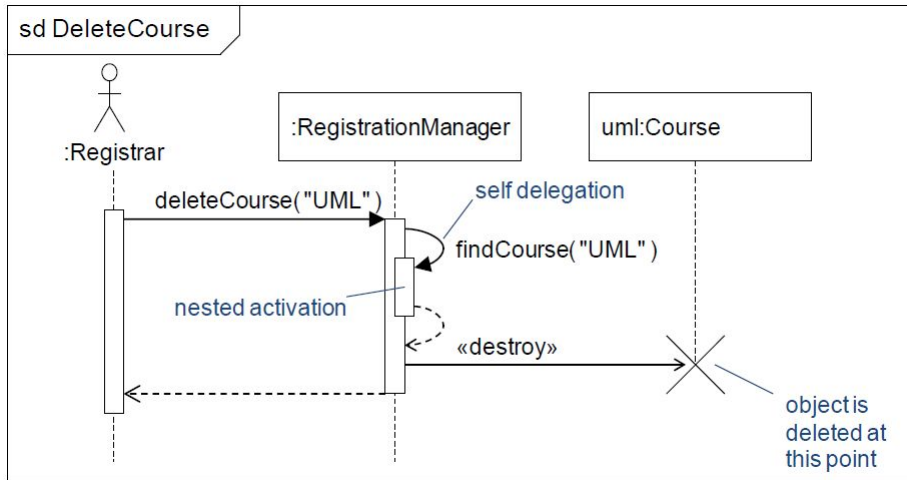 sd DeleteCourse
:Registrar
:RegistrationManager
uml:Course
deleteCourse("UML")
self delegation
findCourse("UML")
nested activation
«destroy»
object is
deleted at
this point